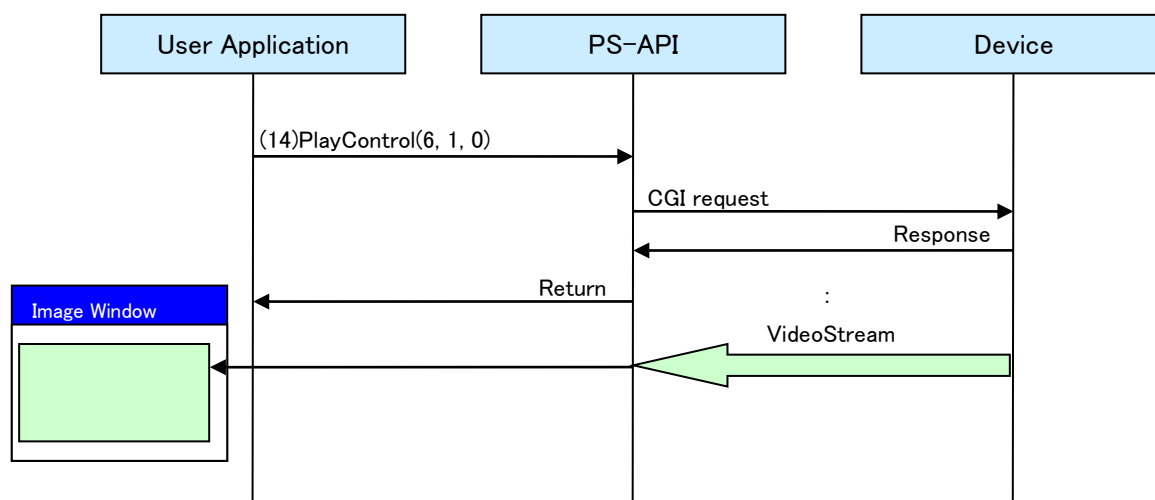 User Application
PS-API
Device
(14)PlayControl(6, 1, 0)
CGI request
Response
Return
:
Image Window
VideoStream